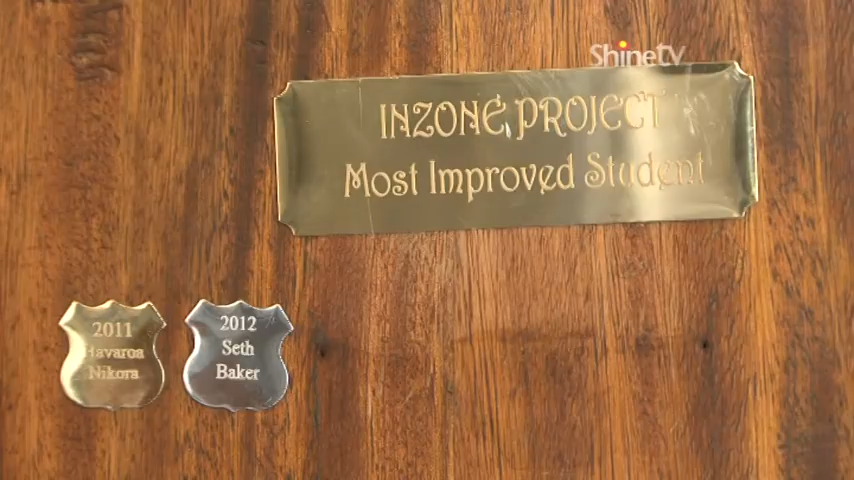 Shinetv
INZONE PROJECT
Most Improved Student
2011
Havaroa
Nikora
2012
Seth
Baker